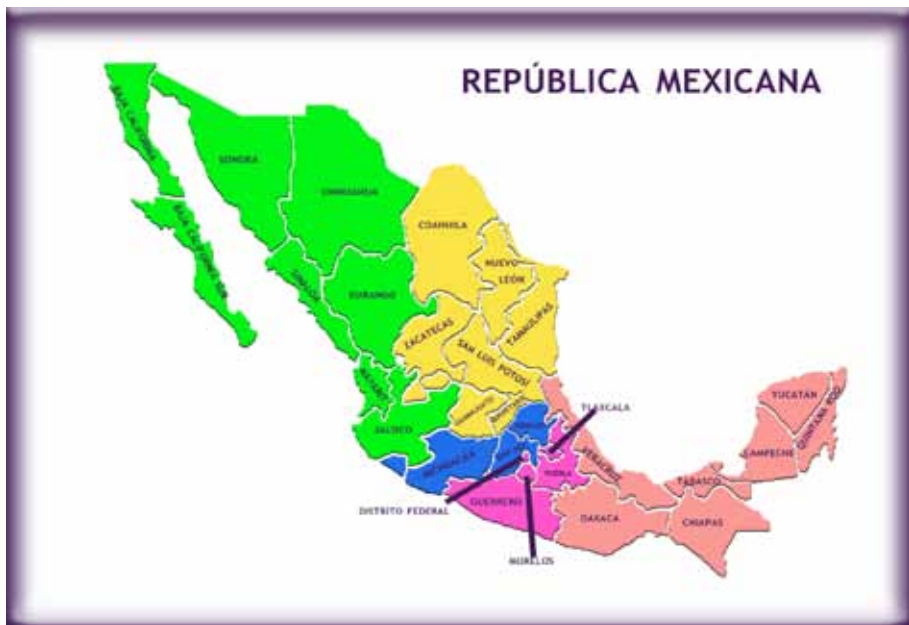 REPÚBLICA MEXICANA
BAJA CALIFORNIA
SONORA
CHIHUAHUA
COAHUILA
BAJA CALIFORNIA SUR
NUEVO
LEÓN
SINALOA
DURANGO
TAMAULIPAS
ZACATECAS
SAN LUIS POTOSÍ
NAYARIT
YUCATÁN
QUINTANA ROO
TLAXCALA
JALISCO
CAMPECHE
VERACRUZ
MICHOACÁN
PUEBLA
TABASCO
GUERRERO
DISTRITO FEDERAL
OAXACA
CHIAPAS
MORELOS